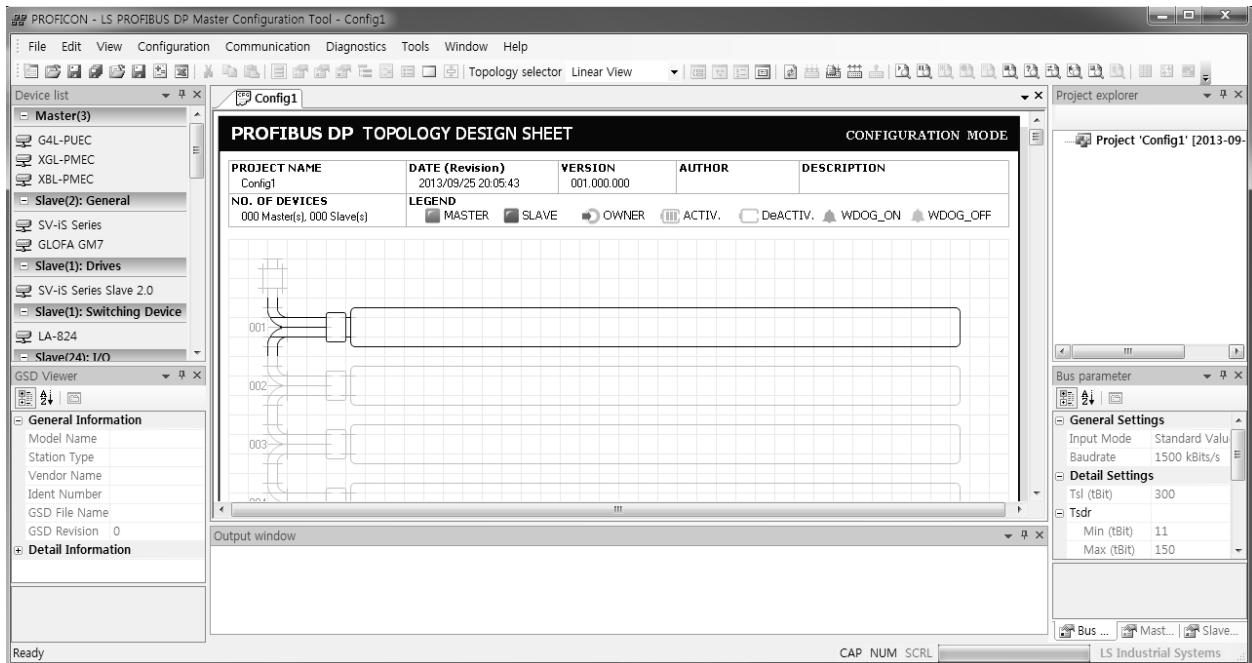 PROFICON - LS PROFIBUS DP Master Configuration Tool - Config1
File Edit View Configuration Communication Diagnostics Tools Window Help
Topology selector Linear View
Device list
Master(3)
G4L-PUEC
XGL-PMEC
XBL-PMEC
Slave(2): General
SV-iS Series
GLOFA GM7
Slave(1): Drives
SV-iS Series Slave 2.0
Slave(1): Switching Device
LA-824
Slave(24): I/O
GSD Viewer
General Information
Model Name
Station Type
Vendor Name
Ident Number
GSD File Name
GSD Revision 0
Detail Information
Config1
PROFIBUS DP TOPOLOGY DESIGN SHEET
CONFIGURATION MODE
PROJECT NAME
Config1
DATE (Revision)
2013/09/25 20:05:43
VERSION
001.000.000
AUTHOR
DESCRIPTION
NO. OF DEVICES
000 Master(s), 000 Slave(s)
LEGEND
MASTER SLAVE OWNER ACTIV. DeACTIV. WDOG_ON WDOG_OFF
001
002
003
004
Output window
Project explorer
Project 'Config1' [2013-09-
Bus parameter
General Settings
Input Mode Standard Valu
Baudrate 1500 kBits/s
Detail Settings
Tsl (tBit) 300
Tsdr
Min (tBit) 11
Max (tBit) 150
Bus ... Mast... Slave...
Ready
CAP NUM SCRL
LS Industrial Systems